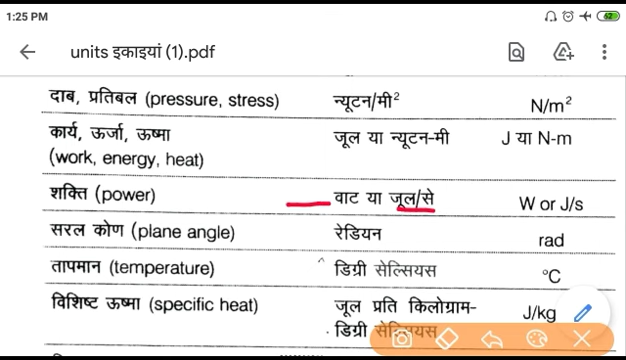 1:25 PM
62
units इकाइयां (1).pdf
दाब, प्रतिबल (pressure, stress) न्यूटन/मी² N/m²
कार्य, ऊर्जा, ऊष्मा जूल या न्यूटन-मी J या N-m
(work, energy, heat)
शक्ति (power) वाट या जूल/से W or J/s
सरल कोण (plane angle) रेडियन rad
तापमान (temperature) डिग्री सेल्सियस °C
विशिष्ट ऊष्मा (specific heat) जूल प्रति किलोग्राम- J/kg
डिग्री सेल्सियस